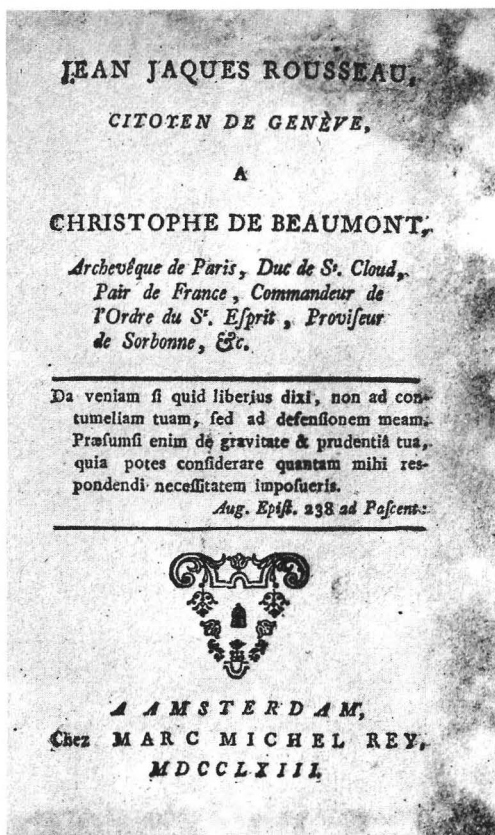 JEAN JAQUES ROUSSEAU,
CITOYEN DE GENÈVE,
A
CHRISTOPHE DE BEAUMONT,
Archevêque de Paris, Duc de Sᵗ. Cloud,
Pair de France, Commandeur de
l'Ordre du Sᵗ. Eſprit, Proviſeur
de Sorbonne, &c.
Da veniam ſi quid liberius dixi, non ad con-
tumeliam tuam, ſed ad defenſionem meam.
Præſumſi enim de gravitate & prudentiâ tua,
quia potes conſiderare quantam mihi reſ-
pondendi neceſſitatem impoſueris.
Aug. Epiſt. 238 ad Paſcent.
A AMSTERDAM,
Chez MARC MICHEL REY,
MDCCLXIII.